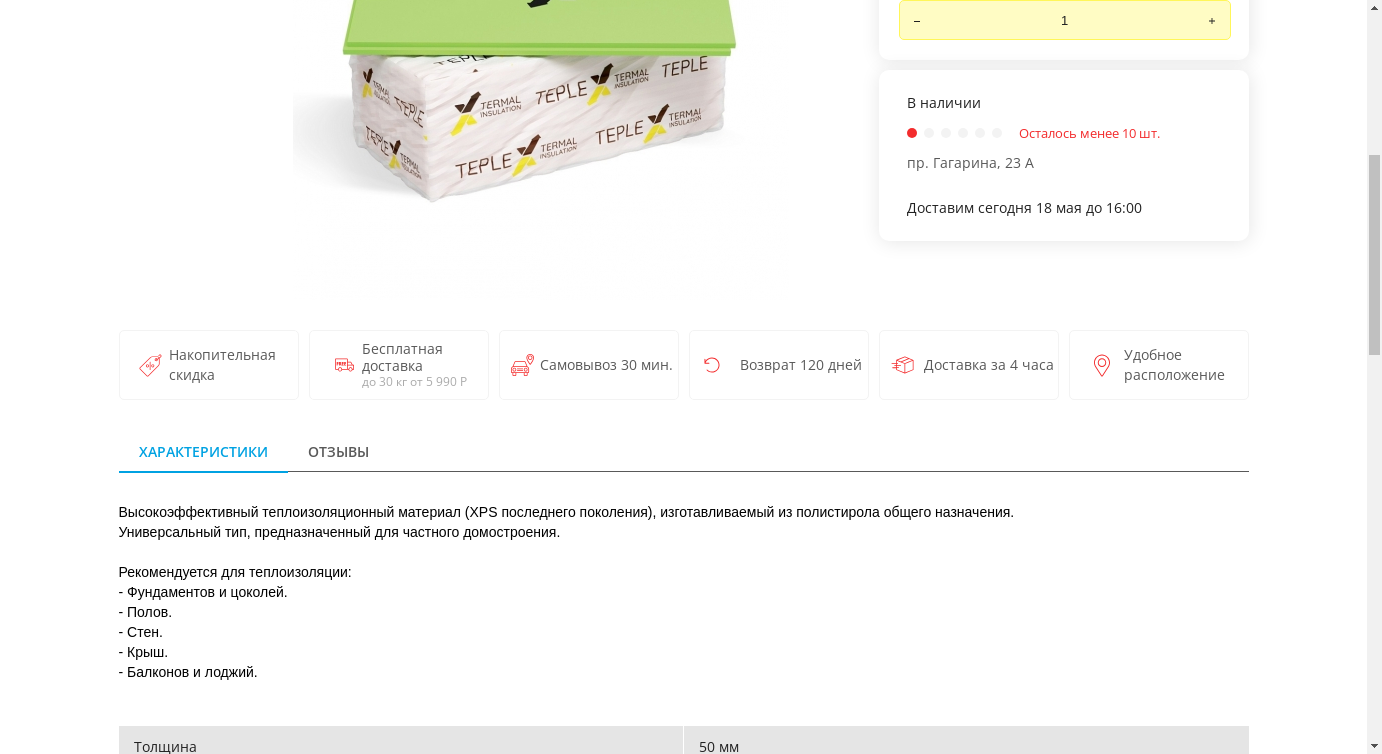 − 1 +
TEPLE
TEPLE
TERMAL
INSULATION
TEPLE
TERMAL
INSULATION
TEPLE
TERMAL
INSULATION
TEPLE
TERMAL
INSULATION
TEPLE
TERMAL
INSULATION
В наличии
Осталось менее 10 шт.
пр. Гагарина, 23 А
Доставим сегодня 18 мая до 16:00
Накопительная
скидка
Бесплатная
доставка
до 30 кг от 5 990 Р
Самовывоз 30 мин.
Возврат 120 дней
Доставка за 4 часа
Удобное
расположение
ХАРАКТЕРИСТИКИ
ОТЗЫВЫ
Высокоэффективный теплоизоляционный материал (XPS последнего поколения), изготавливаемый из полистирола общего назначения.
Универсальный тип, предназначенный для частного домостроения.
Рекомендуется для теплоизоляции:
- Фундаментов и цоколей.
- Полов.
- Стен.
- Крыш.
- Балконов и лоджий.
Толщина 50 мм